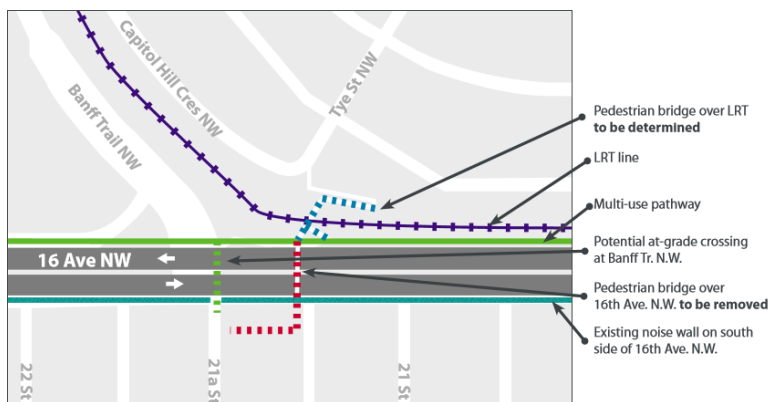 Capitol Hill Cres NW
Banff Trail NW
Tye St NW
16 Ave NW
22 St
21a St
21 St
Pedestrian bridge over LRT
to be determined
LRT line
Multi-use pathway
Potential at-grade crossing
at Banff Tr. N.W.
Pedestrian bridge over
16th Ave. N.W. to be removed
Existing noise wall on south
side of 16th Ave. N.W.